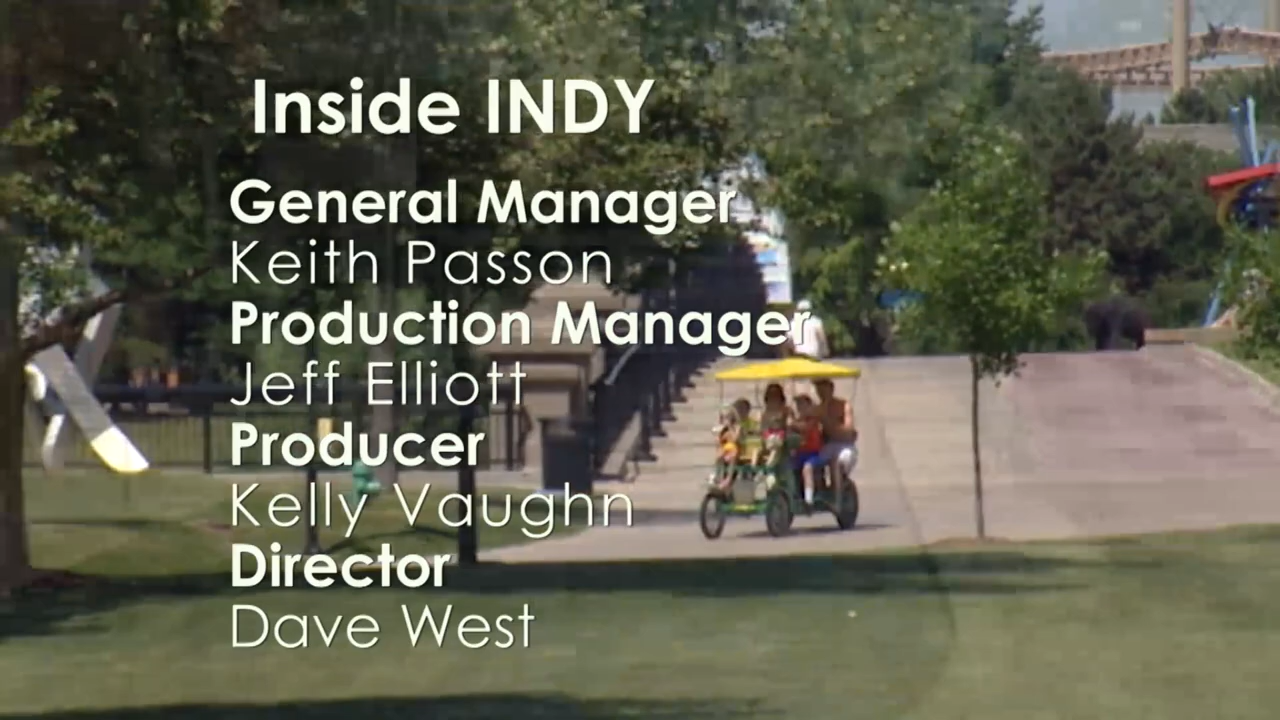 Inside INDY
General Manager
Keith Passon
Production Manager
Jeff Elliott
Producer
Kelly Vaughn
Director
Dave West